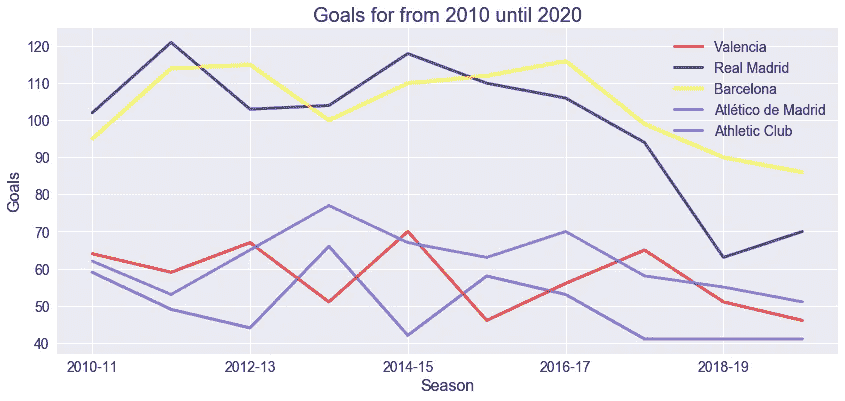 Goals for from 2010 until 2020
Valencia
Real Madrid
Barcelona
Atlético de Madrid
Athletic Club
Goals
120
110
100
90
80
70
60
50
40
2010-11 2012-13 2014-15 2016-17 2018-19
Season